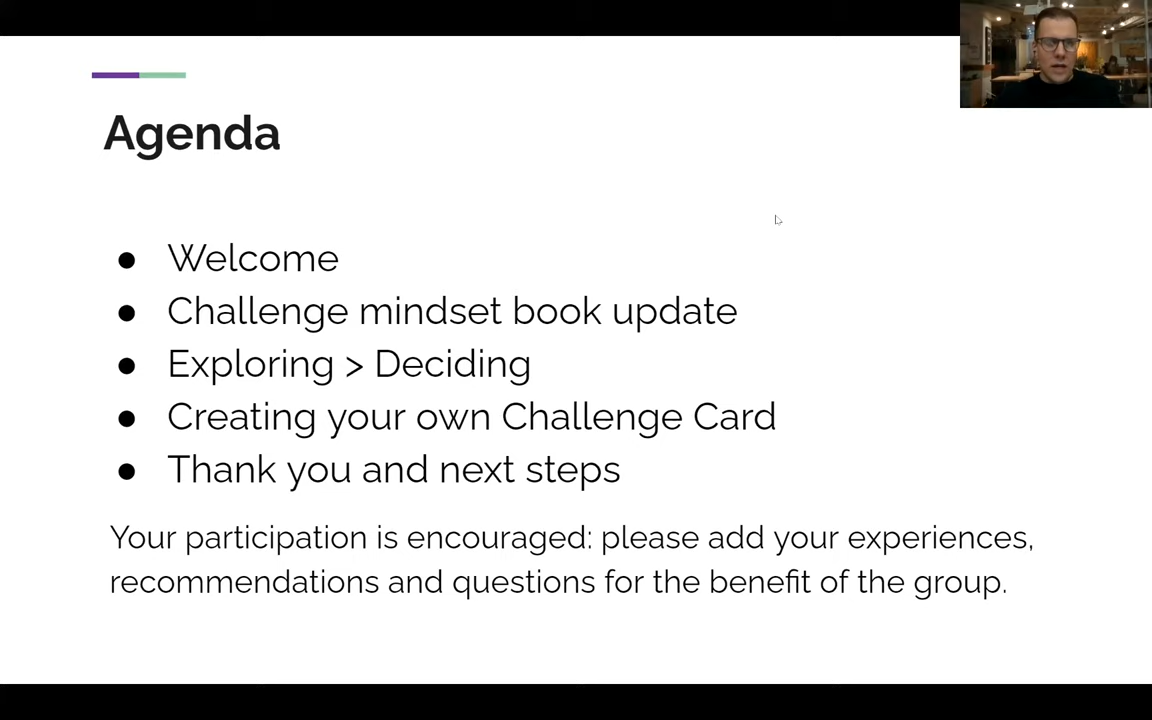 Agenda
● Welcome
● Challenge mindset book update
● Exploring > Deciding
● Creating your own Challenge Card
● Thank you and next steps
Your participation is encouraged: please add your experiences,
recommendations and questions for the benefit of the group.